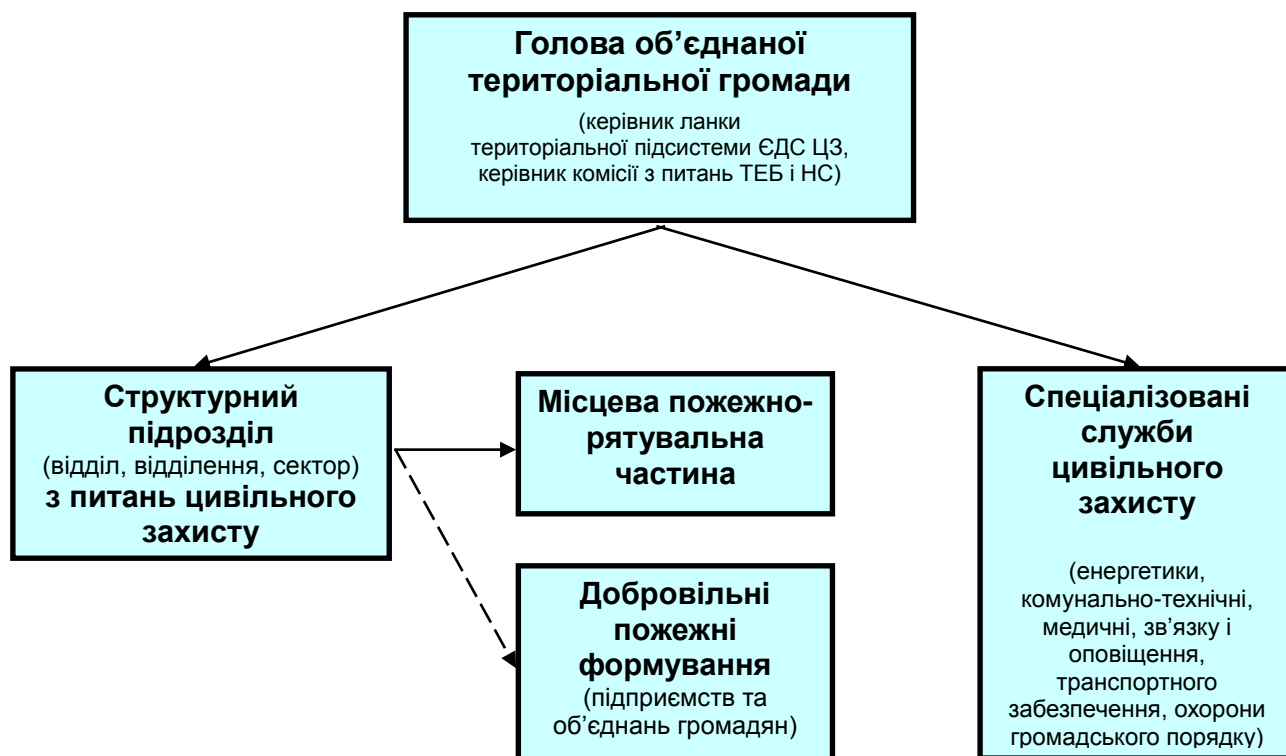 Голова об’єднаної
територіальної громади
(керівник ланки
територіальної підсистеми ЄДС ЦЗ,
керівник комісії з питань ТЕБ і НС)
Структурний
підрозділ
(відділ, відділення, сектор)
з питань цивільного
захисту
Місцева пожежно-
рятувальна
частина
Добровільні
пожежні
формування
(підприємств та
об’єднань громадян)
Спеціалізовані
служби
цивільного
захисту
(енергетики,
комунально-технічні,
медичні, зв’язку і
оповіщення,
транспортного
забезпечення, охорони
громадського порядку)